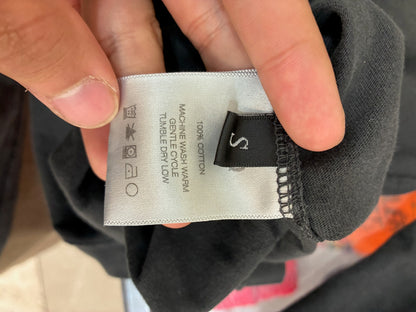 S
100% COTTON
MACHINE WASH WARM
GENTLE CYCLE
TUMBLE DRY LOW